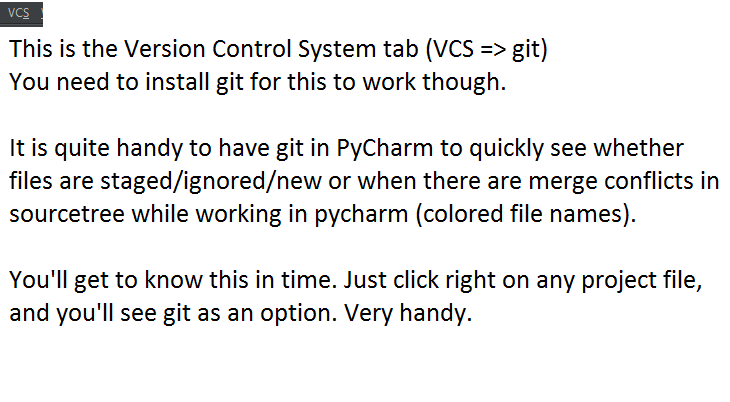 VCS
This is the Version Control System tab (VCS => git)
You need to install git for this to work though.
It is quite handy to have git in PyCharm to quickly see whether
files are staged/ignored/new or when there are merge conflicts in
sourcetree while working in pycharm (colored file names).
You'll get to know this in time. Just click right on any project file,
and you'll see git as an option. Very handy.